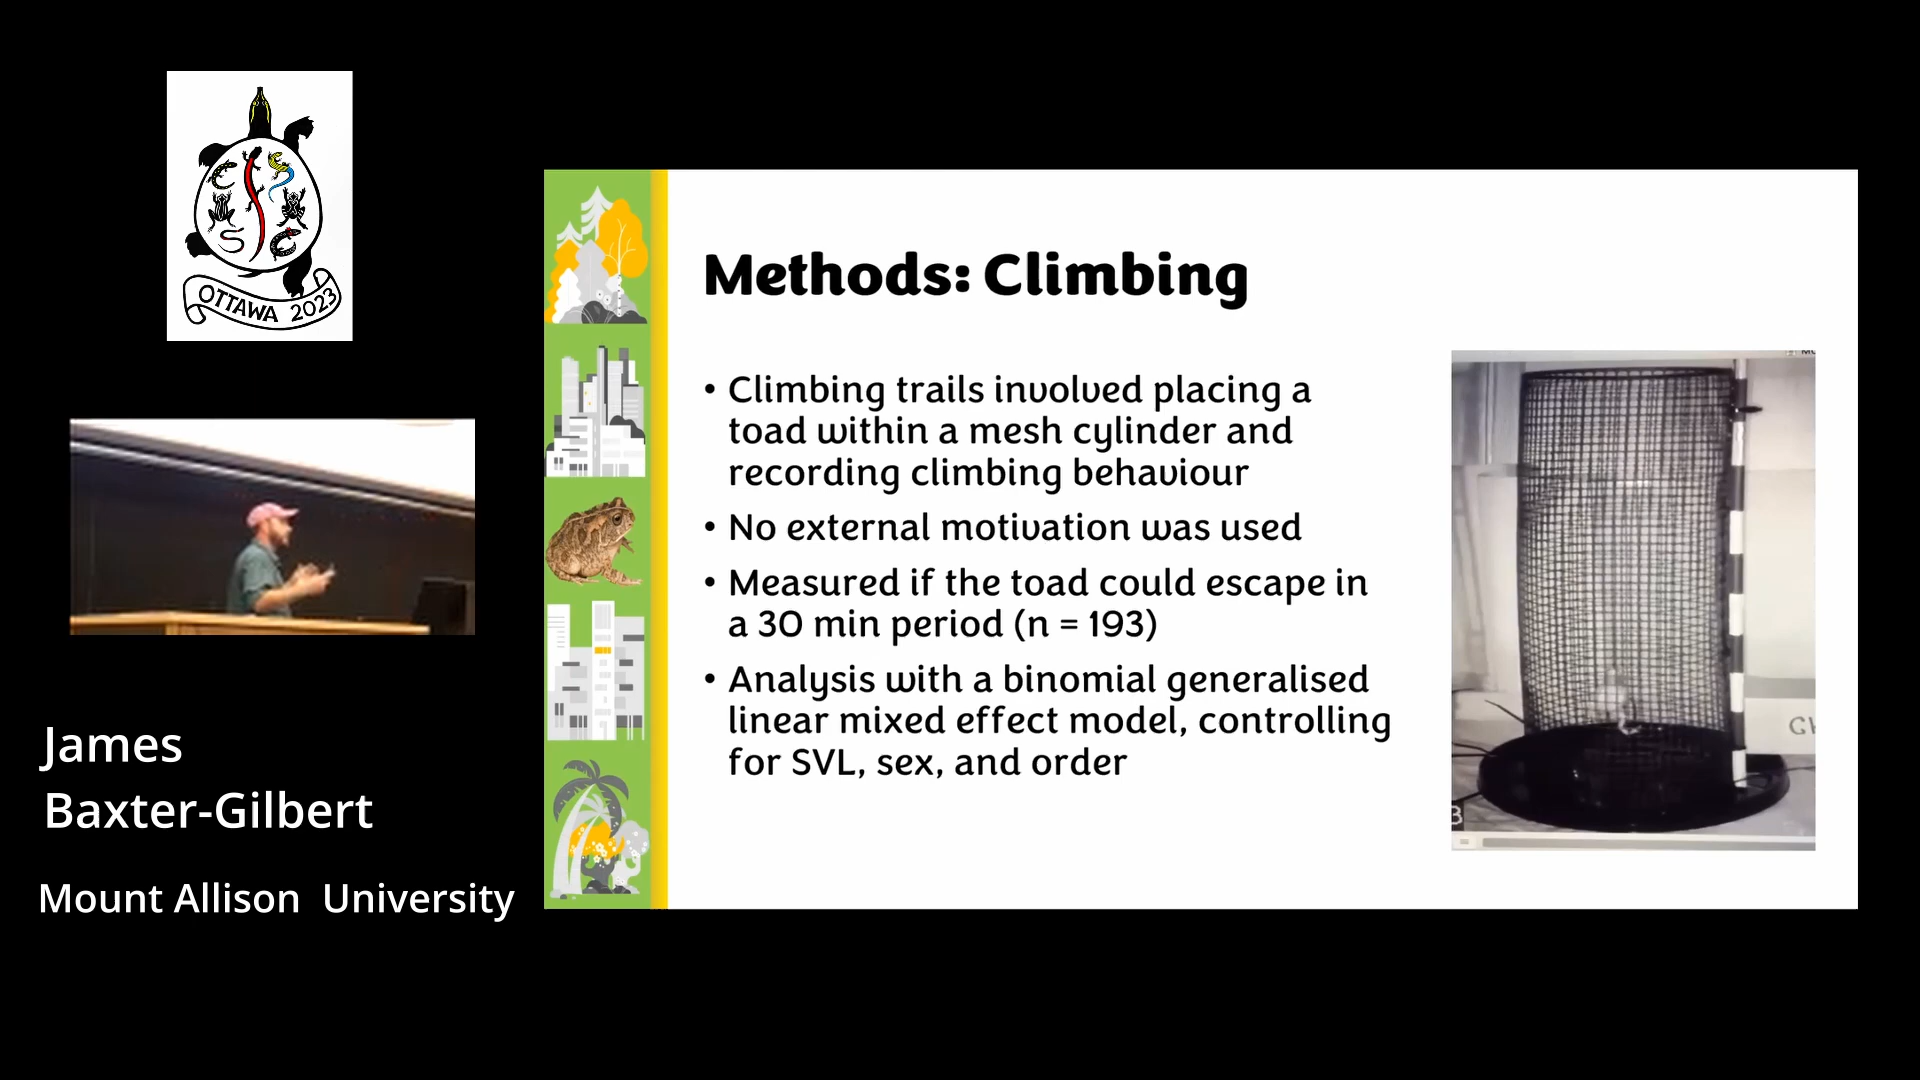 OTTAWA 2023
James
Baxter-Gilbert
Mount Allison University
Methods: Climbing
• Climbing trails involved placing a
toad within a mesh cylinder and
recording climbing behaviour
• No external motivation was used
• Measured if the toad could escape in
a 30 min period (n = 193)
• Analysis with a binomial generalised
linear mixed effect model, controlling
for SVL, sex, and order